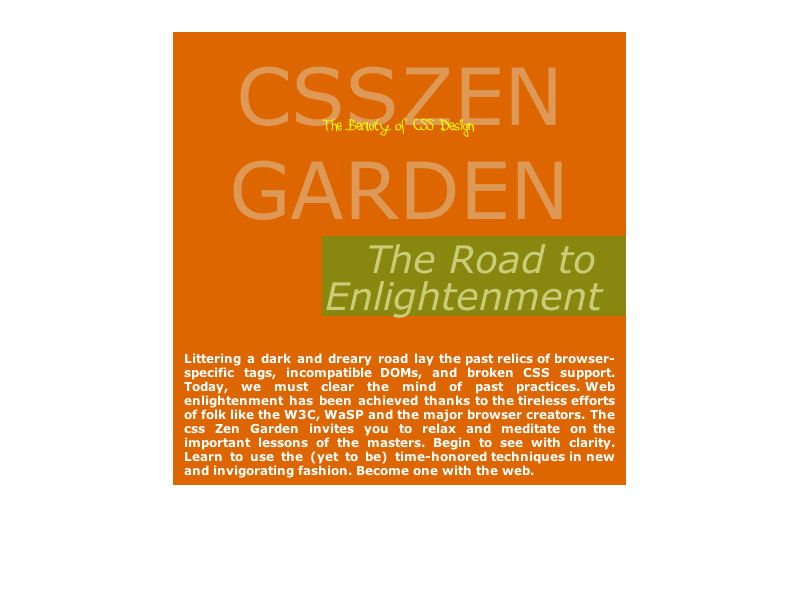 CSSZEN
The Beauty of CSS Design
GARDEN
The Road to
Enlightenment
Littering a dark and dreary road lay the past relics of browser-
specific tags, incompatible DOMs, and broken CSS support.
Today, we must clear the mind of past practices. Web
enlightenment has been achieved thanks to the tireless efforts
of folk like the W3C, WaSP and the major browser creators. The
css Zen Garden invites you to relax and meditate on the
important lessons of the masters. Begin to see with clarity.
Learn to use the (yet to be) time-honored techniques in new
and invigorating fashion. Become one with the web.